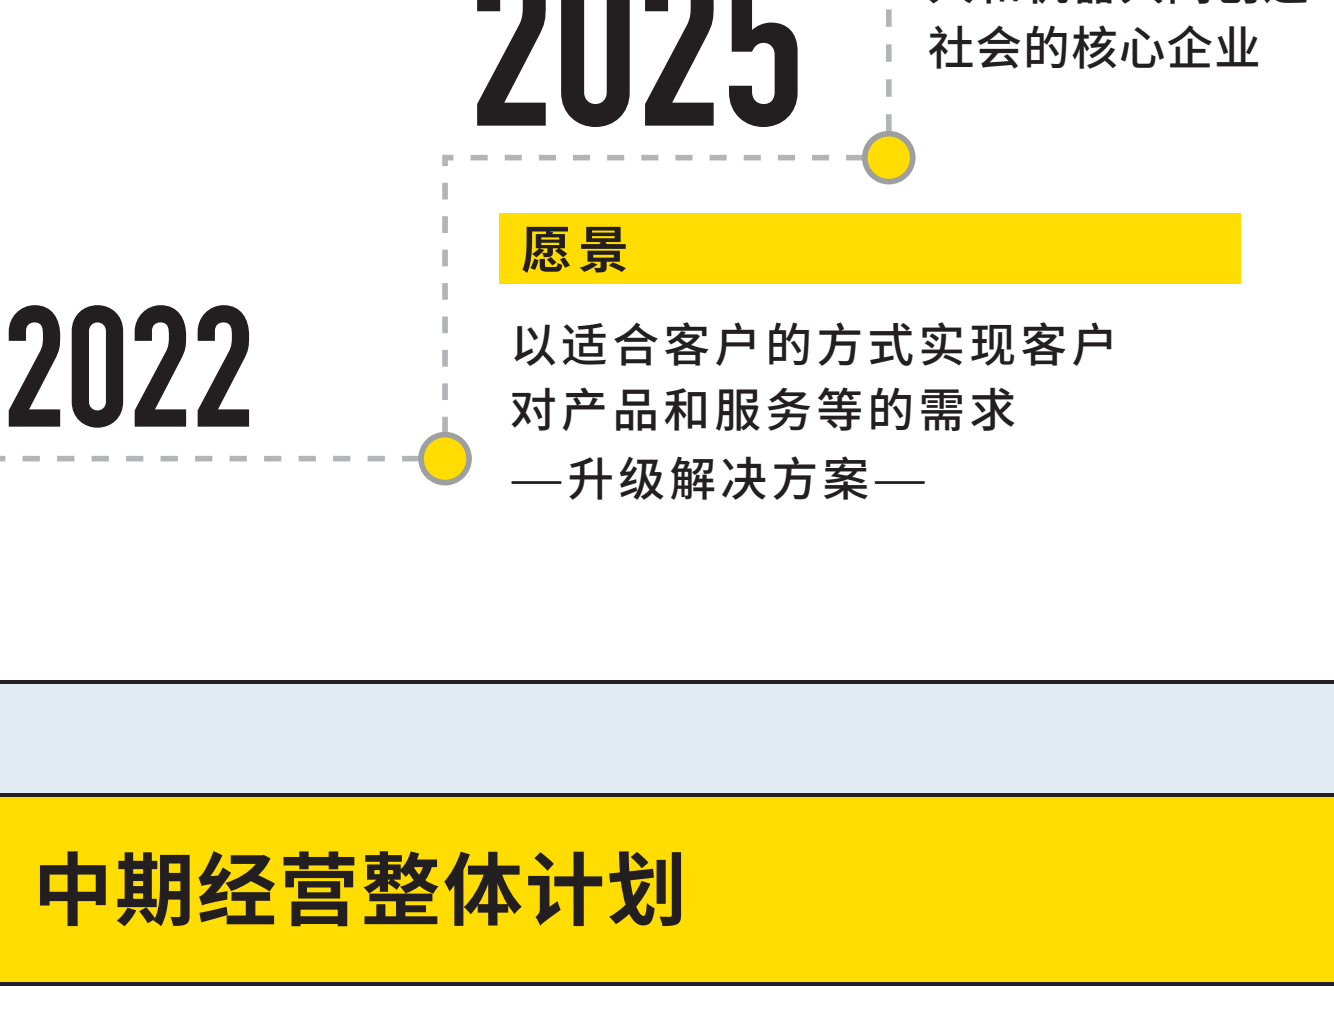 2025
社会的核心企业
愿景
2022
以适合客户的方式实现客户
对产品和服务等的需求
—升级解决方案—
中期经营整体计划